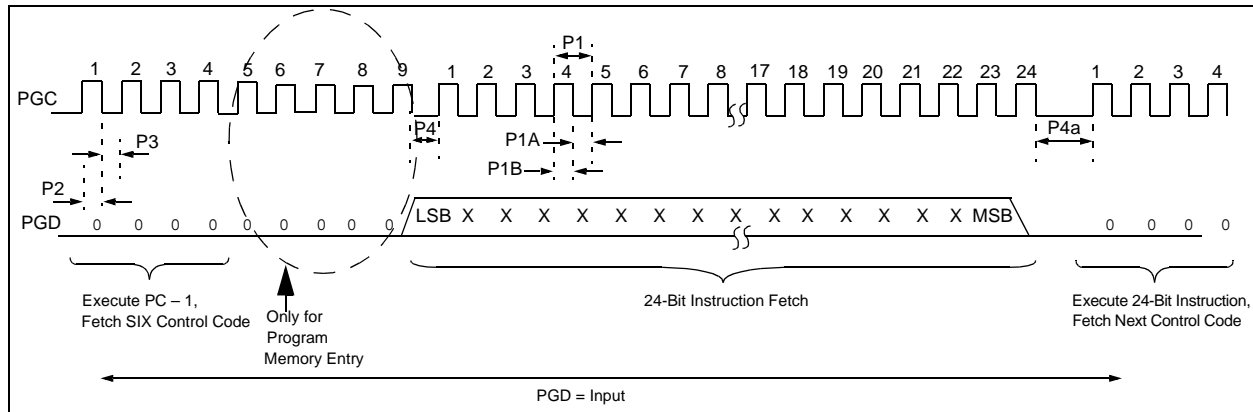 P1
1 2 3 4 5 6 7 8 9 1 2 3 4 5 6 7 8 17 18 19 20 21 22 23 24 1 2 3 4
PGC
P4
P4a
P3
P1A
P1B
P2
LSB X X X X X X X X X X X X X X MSB
PGD
0 0 0 0 0 0 0 0 0 0 0 0 0
Execute PC – 1,
Fetch SIX Control Code
Only for
Program
Memory Entry
24-Bit Instruction Fetch
Execute 24-Bit Instruction,
Fetch Next Control Code
PGD = Input